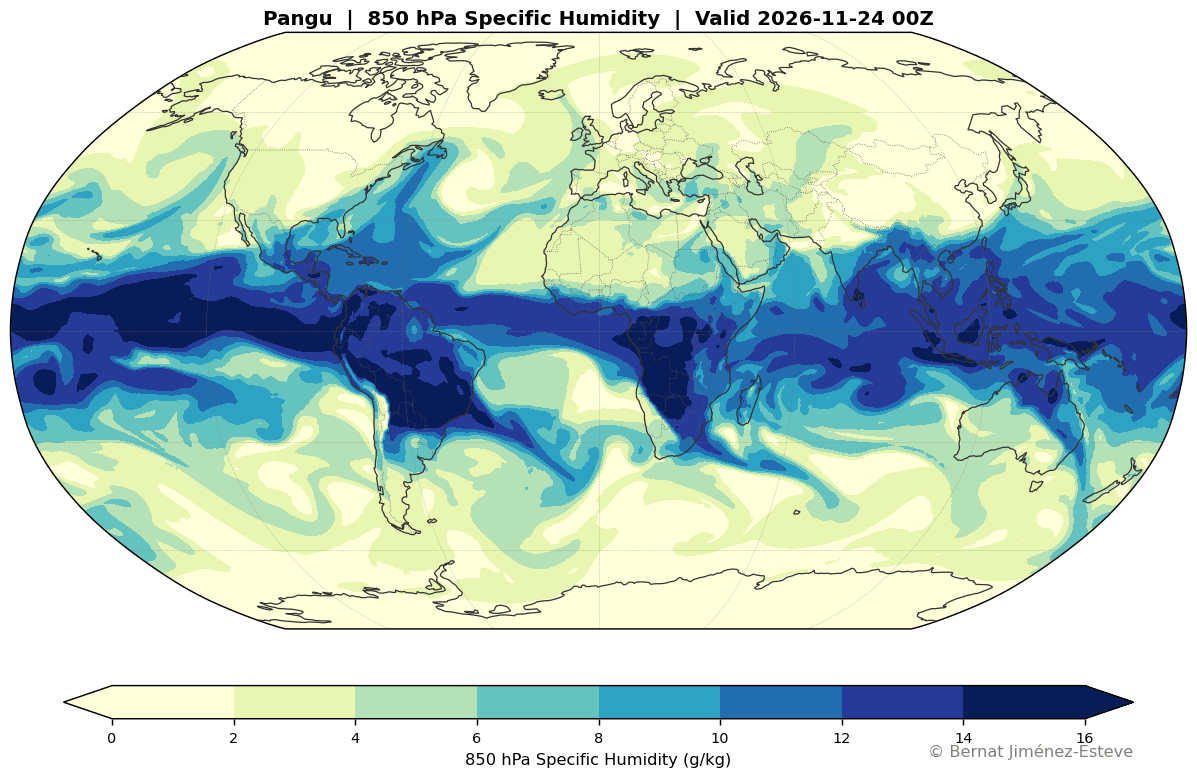 Pangu | 850 hPa Specific Humidity | Valid 2026-11-24 00Z
0 2 4 6 8 10 12 14 16
850 hPa Specific Humidity (g/kg)
© Bernat Jiménez-Esteve